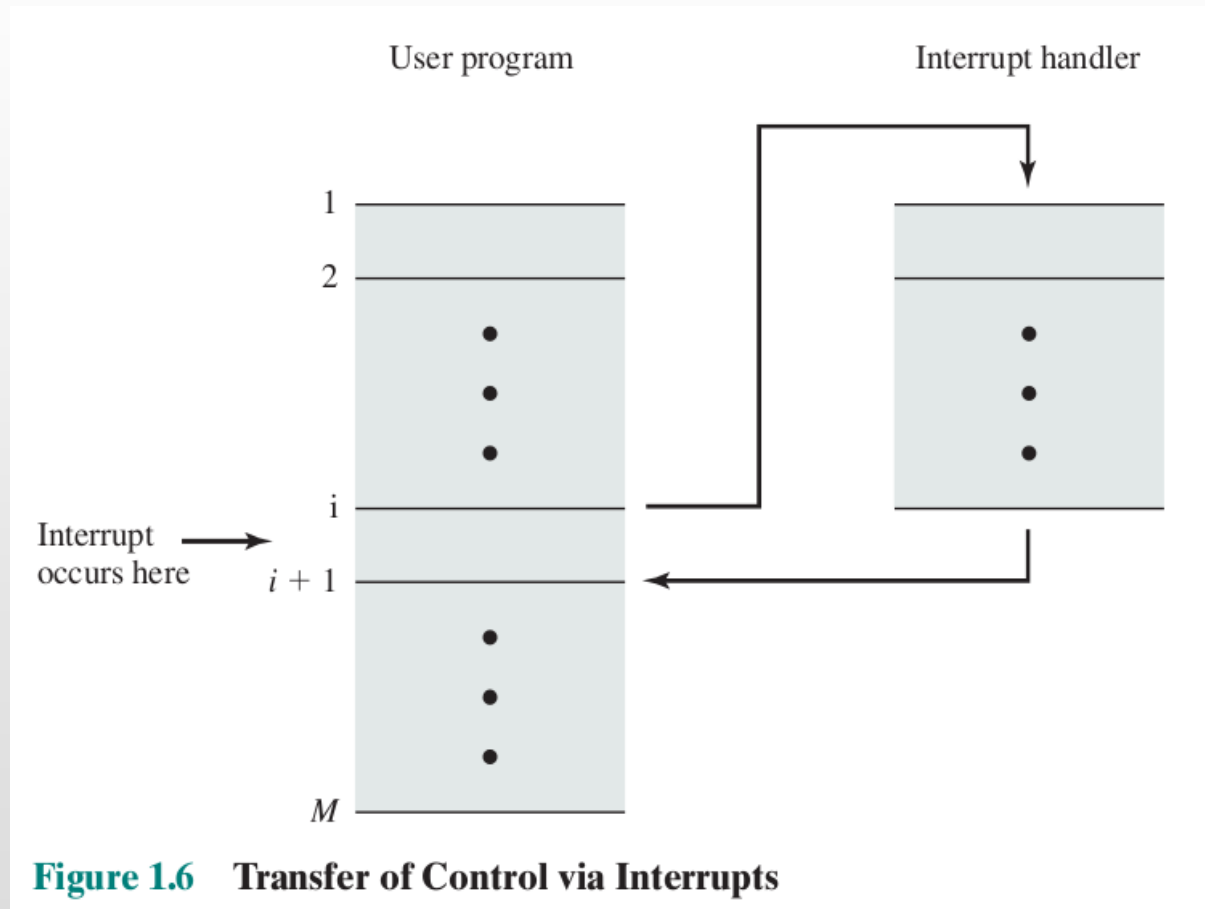 User program
Interrupt handler
1
2
i
Interrupt
occurs here
i + 1
M
Figure 1.6 Transfer of Control via Interrupts